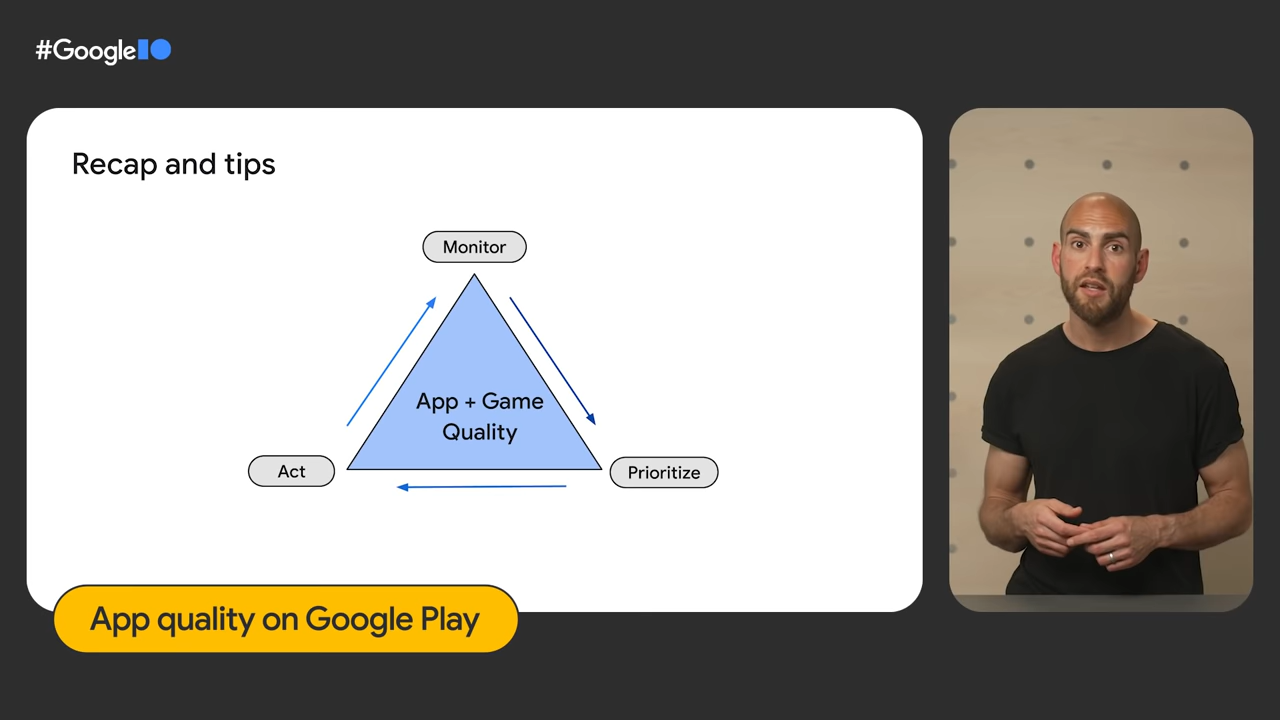 #GoogleIO
Recap and tips
Monitor
App + Game
Quality
Act
Prioritize
App quality on Google Play